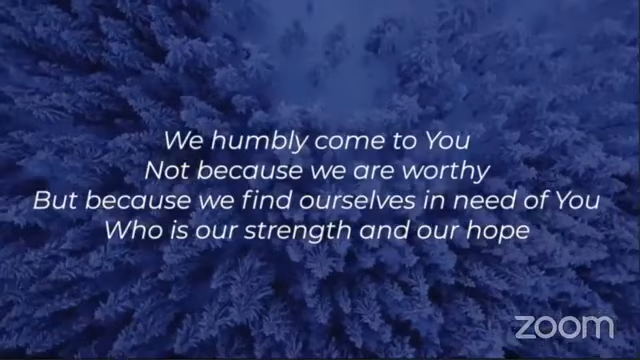 We humbly come to You
Not because we are worthy
But because we find ourselves in need of You
Who is our strength and our hope
zoom